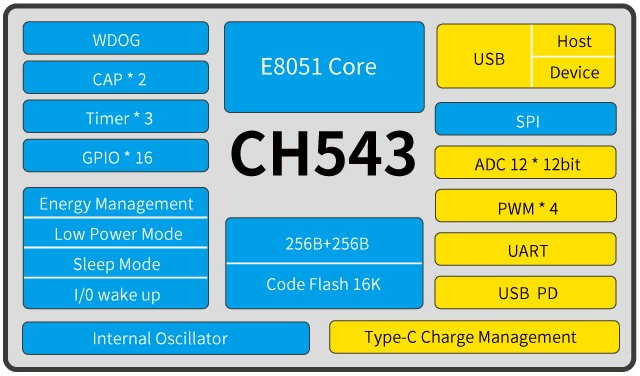 WDOG
CAP * 2
Timer * 3
GPIO * 16
Energy Management
Low Power Mode
Sleep Mode
I/0 wake up
Internal Oscillator
E8051 Core
CH543
256B+256B
Code Flash 16K
USB
Host
Device
SPI
ADC 12 * 12bit
PWM * 4
UART
USB PD
Type-C Charge Management